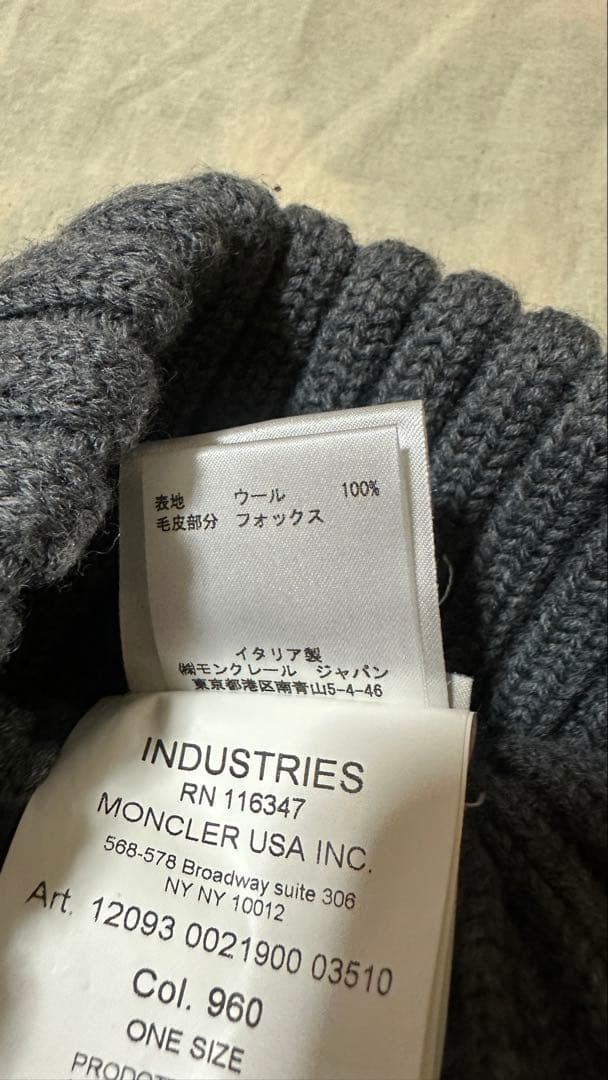 表地 ウール 100%
毛皮部分 フォックス
イタリア製
㈱モンクレール ジャパン
東京都港区南青山5-4-46
INDUSTRIES
RN 116347
MONCLER USA INC.
568-578 Broadway suite 306
NY NY 10012
Art. 12093 0021900 03510
Col. 960
ONE SIZE